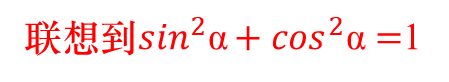 联想到sin²α + cos²α =1